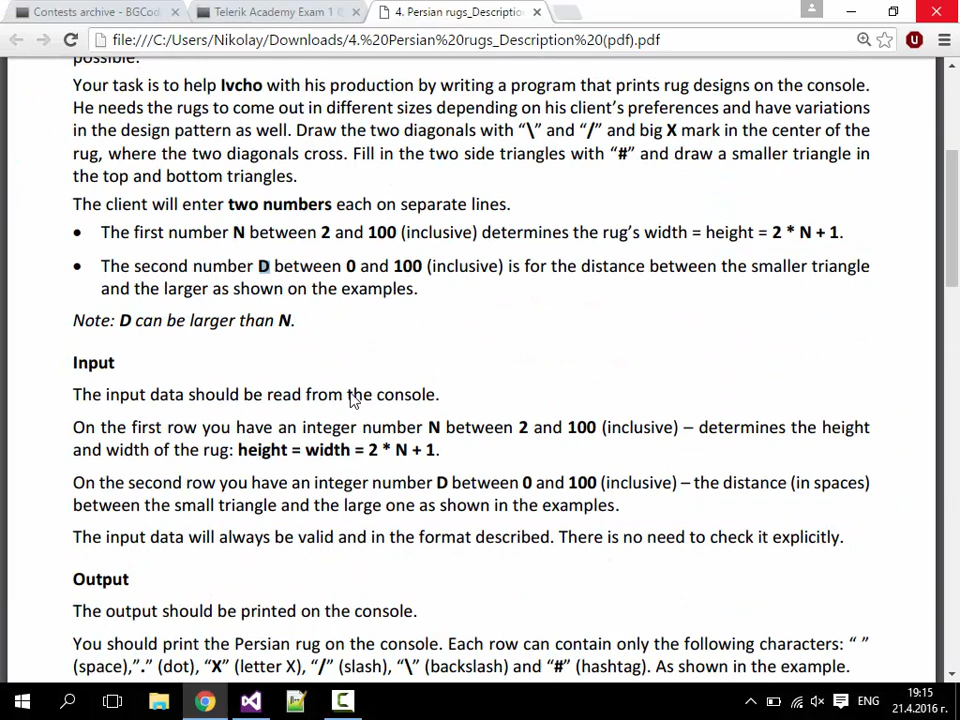 Contests archive - BGCod
Telerik Academy Exam 1
4. Persian rugs_Descriptio
file:///C:/Users/Nikolay/Downloads/4.%20Persian%20rugs_Description%20(pdf).pdf
possible.
Your task is to help Ivcho with his production by writing a program that prints rug designs on the console.
He needs the rugs to come out in different sizes depending on his client's preferences and have variations
in the design pattern as well. Draw the two diagonals with "\" and "/" and big X mark in the center of the
rug, where the two diagonals cross. Fill in the two side triangles with "#" and draw a smaller triangle in
the top and bottom triangles.
The client will enter two numbers each on separate lines.
• The first number N between 2 and 100 (inclusive) determines the rug's width = height = 2 * N + 1.
• The second number D between 0 and 100 (inclusive) is for the distance between the smaller triangle
and the larger as shown on the examples.
Note: D can be larger than N.
Input
The input data should be read from the console.
On the first row you have an integer number N between 2 and 100 (inclusive) – determines the height
and width of the rug: height = width = 2 * N + 1.
On the second row you have an integer number D between 0 and 100 (inclusive) – the distance (in spaces)
between the small triangle and the large one as shown in the examples.
The input data will always be valid and in the format described. There is no need to check it explicitly.
Output
The output should be printed on the console.
You should print the Persian rug on the console. Each row can contain only the following characters: " "
(space),"." (dot), "X" (letter X), "/" (slash), "\" (backslash) and "#" (hashtag). As shown in the example.
ENG
19:15
21.4.2016 г.